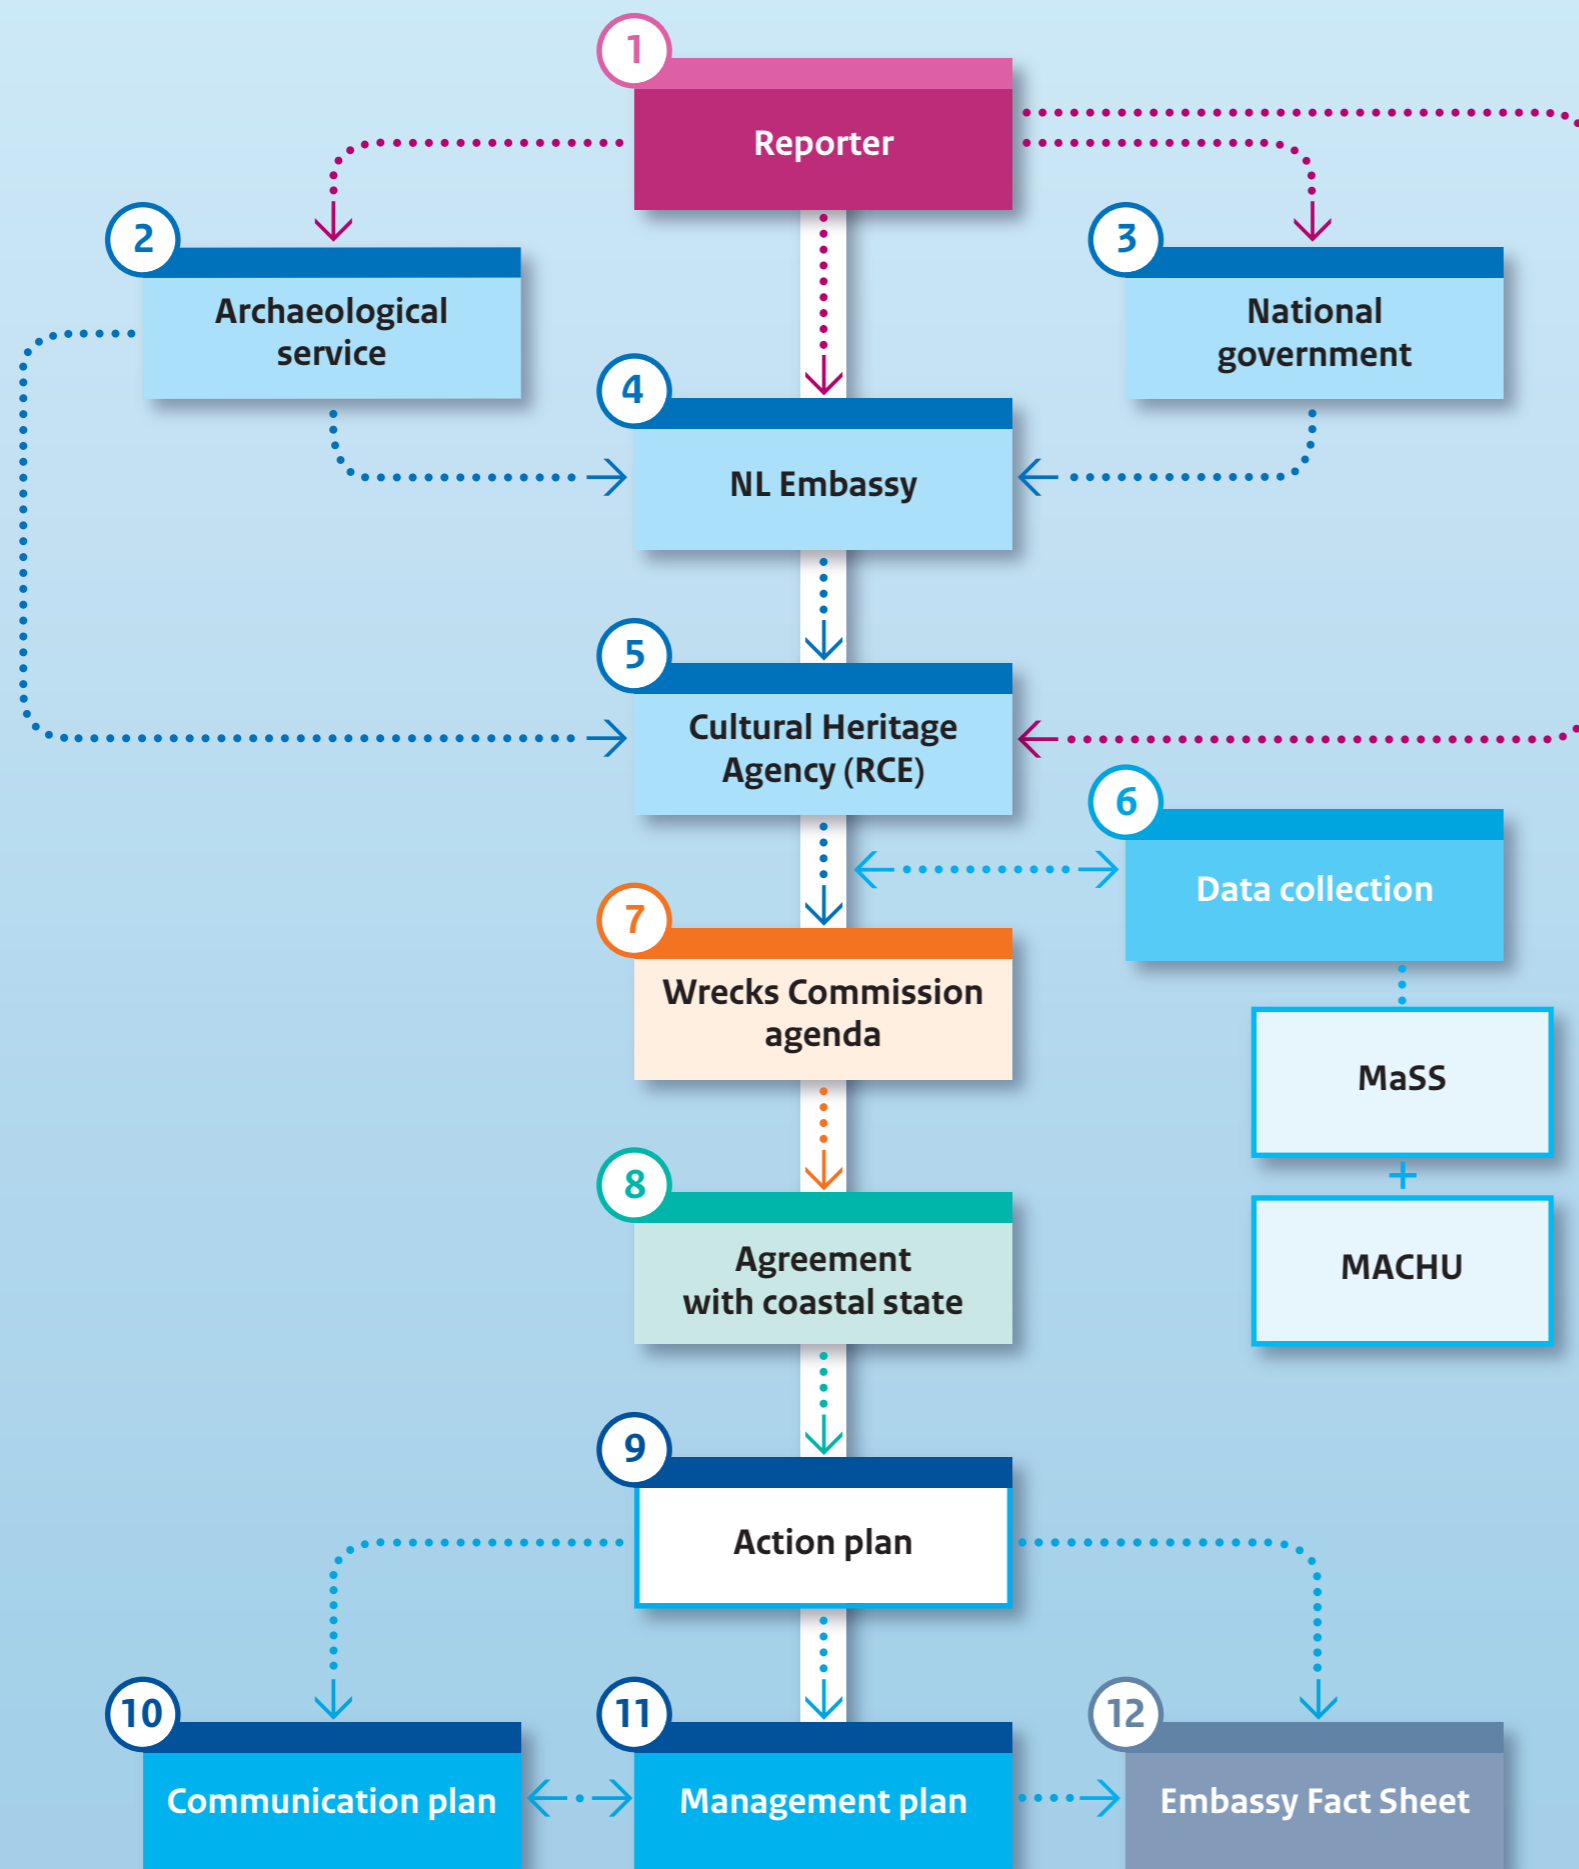 1
Reporter
2
Archaeological
service
3
National
government
4
NL Embassy
5
Cultural Heritage
Agency (RCE)
6
Data collection
MaSS
+
MACHU
7
Wrecks Commission
agenda
8
Agreement
with coastal state
9
Action plan
10
Communication plan
11
Management plan
12
Embassy Fact Sheet